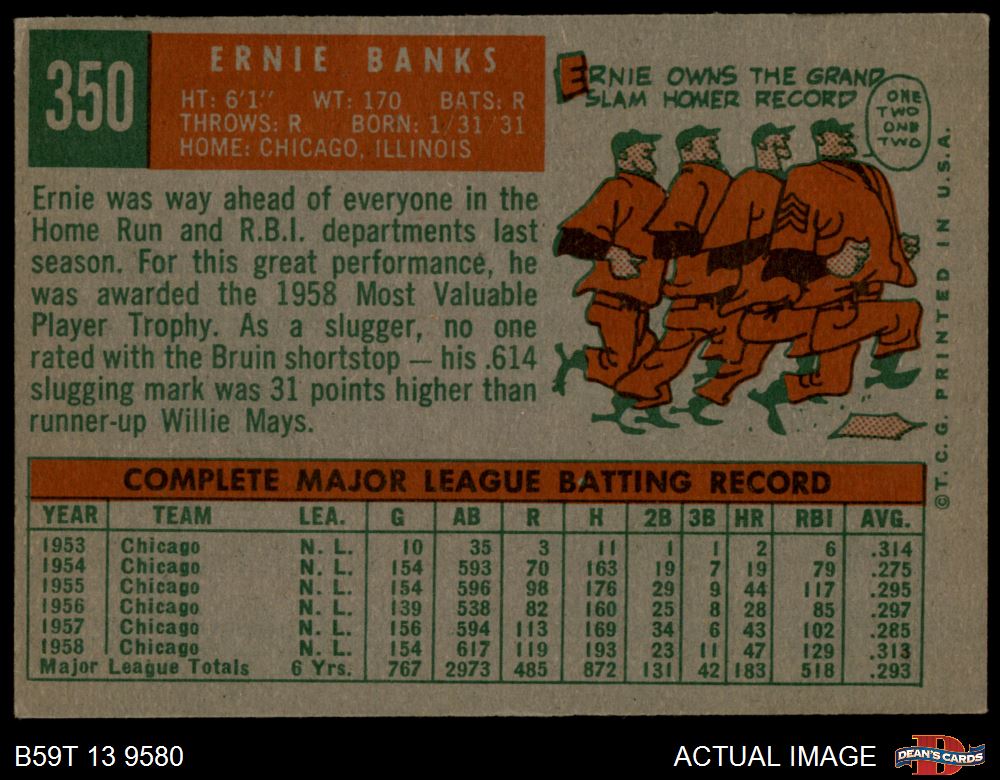 350
ERNIE BANKS
HT: 6'1" WT: 170 BATS: R
THROWS: R BORN: 1/31/31
HOME: CHICAGO, ILLINOIS
ERNIE OWNS THE GRAND
SLAM HOMER RECORD
ONE
TWO
ONE
TWO
Ernie was way ahead of everyone in the
Home Run and R.B.I. departments last
season. For this great performance, he
was awarded the 1958 Most Valuable
Player Trophy. As a slugger, no one
rated with the Bruin shortstop — his .614
slugging mark was 31 points higher than
runner-up Willie Mays.
©T. C. G. PRINTED IN U.S.A.
COMPLETE MAJOR LEAGUE BATTING RECORD
YEAR TEAM LEA. G AB R H 2B 3B HR RBI AVG.
1953 Chicago N. L. 10 35 3 11 1 1 2 6 .314
1954 Chicago N. L. 154 593 70 163 19 7 19 79 .275
1955 Chicago N. L. 154 596 98 176 29 9 44 117 .295
1956 Chicago N. L. 139 538 82 160 25 8 28 85 .297
1957 Chicago N. L. 156 594 113 169 34 6 43 102 .285
1958 Chicago N. L. 154 617 119 193 23 11 47 129 .313
Major League Totals 6 Yrs. 767 2973 485 872 131 42 183 518 .293
B59T 13 9580
ACTUAL IMAGE
D
DEAN'S CARDS